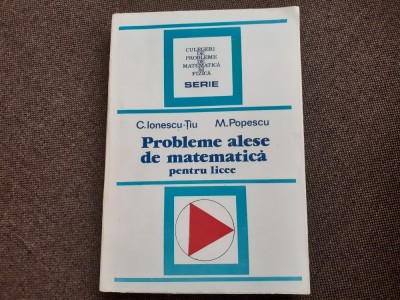 CULEGERI
DE
PROBLEME
DE
MATEMATICĂ
ȘI
FIZICĂ
SERIE
C. Ionescu-Țiu M. Popescu
Probleme alese
de matematică
pentru licee